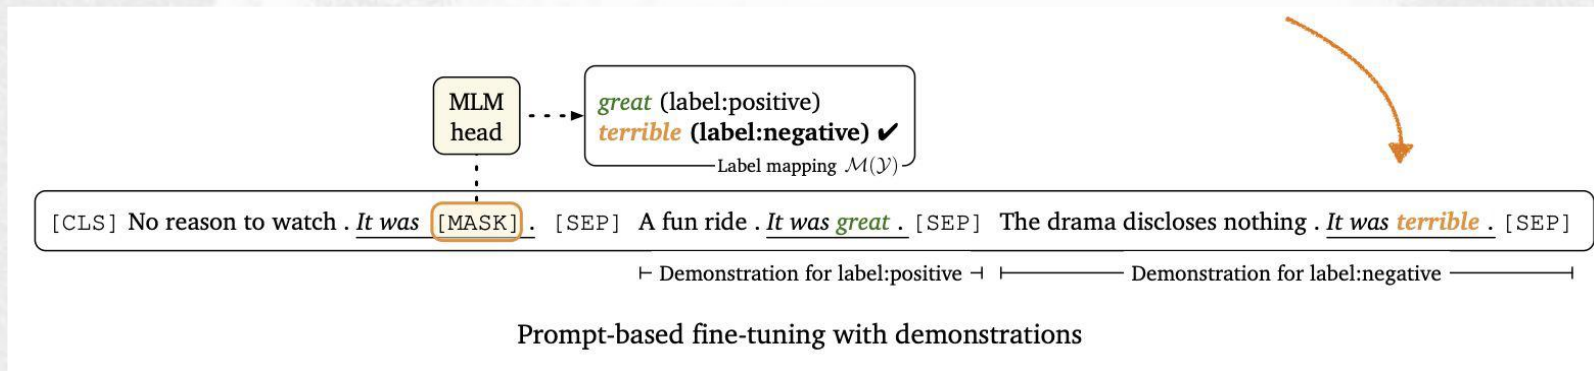 MLM
head
great (label:positive)
terrible (label:negative) ✔
Label mapping ℳ(𝒴)
[CLS] No reason to watch . It was [MASK] . [SEP] A fun ride . It was great . [SEP] The drama discloses nothing . It was terrible . [SEP]
Demonstration for label:positive
Demonstration for label:negative
Prompt-based fine-tuning with demonstrations